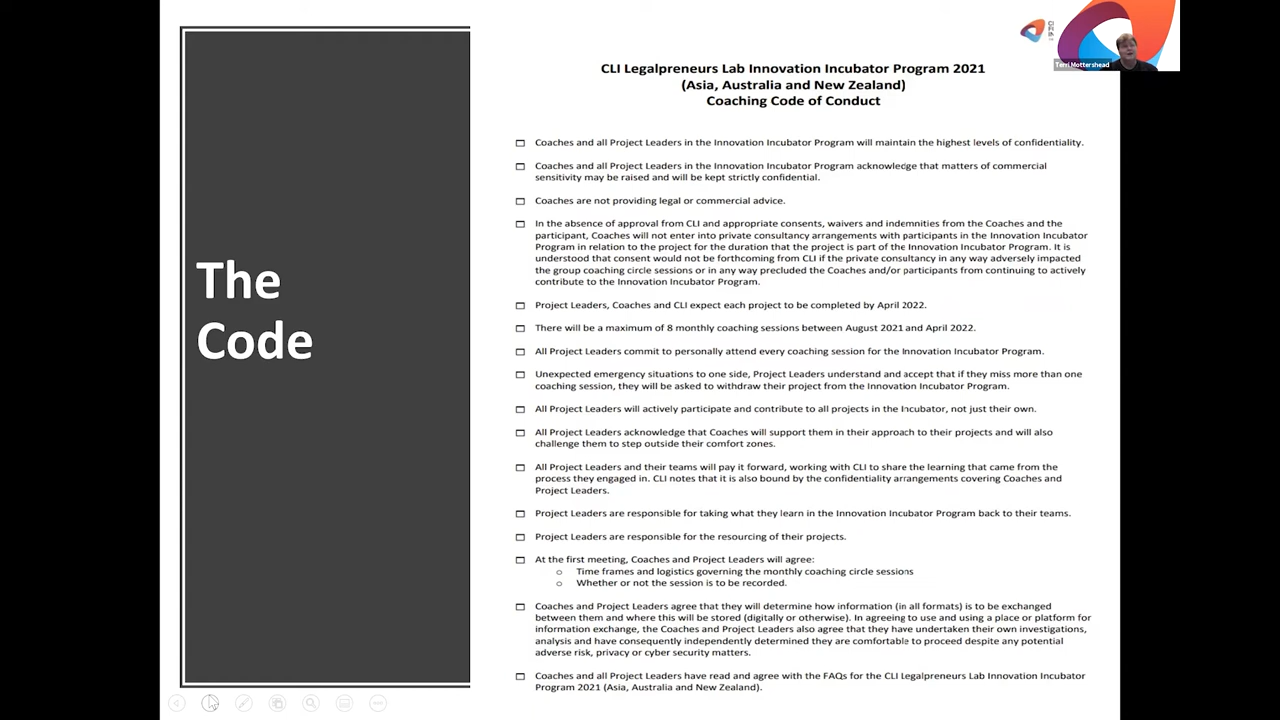 The
Code
CLI Legalpreneurs Lab Innovation Incubator Program 2021
(Asia, Australia and New Zealand)
Coaching Code of Conduct
Coaches and all Project Leaders in the Innovation Incubator Program will maintain the highest levels of confidentiality.
Coaches and all Project Leaders in the Innovation Incubator Program acknowledge that matters of commercial
sensitivity may be raised and will be kept strictly confidential.
Coaches are not providing legal or commercial advice.
In the absence of approval from CLI and appropriate consents, waivers and indemnities from the Coaches and the
participant, Coaches will not enter into private consultancy arrangements with participants in the Innovation Incubator
Program in relation to the project for the duration that the project is part of the Innovation Incubator Program. It is
understood that consent would not be forthcoming from CLI if the private consultancy in any way adversely impacted
the group coaching circle sessions or in any way precluded the Coaches and/or participants from continuing to actively
contribute to the Innovation Incubator Program.
Project Leaders, Coaches and CLI expect each project to be completed by April 2022.
There will be a maximum of 8 monthly coaching sessions between August 2021 and April 2022.
All Project Leaders commit to personally attend every coaching session for the Innovation Incubator Program.
Unexpected emergency situations to one side, Project Leaders understand and accept that if they miss more than one
coaching session, they will be asked to withdraw their project from the Innovation Incubator Program.
All Project Leaders will actively participate and contribute to all projects in the Incubator, not just their own.
All Project Leaders acknowledge that Coaches will support them in their approach to their projects and will also
challenge them to step outside their comfort zones.
All Project Leaders and their teams will pay it forward, working with CLI to share the learning that came from the
process they engaged in. CLI notes that it is also bound by the confidentiality arrangements covering Coaches and
Project Leaders.
Project Leaders are responsible for taking what they learn in the Innovation Incubator Program back to their teams.
Project Leaders are responsible for the resourcing of their projects.
At the first meeting, Coaches and Project Leaders will agree:
o Time frames and logistics governing the monthly coaching circle sessions
o Whether or not the session is to be recorded.
Coaches and Project Leaders agree that they will determine how information (in all formats) is to be exchanged
between them and where this will be stored (digitally or otherwise). In agreeing to use and using a place or platform for
information exchange, the Coaches and Project Leaders also agree that they have undertaken their own investigations,
analysis and have consequently independently determined they are comfortable to proceed despite any potential
adverse risk, privacy or cyber security matters.
Coaches and all Project Leaders have read and agree with the FAQs for the CLI Legalpreneurs Lab Innovation Incubator
Program 2021 (Asia, Australia and New Zealand).
Terri Mottershead